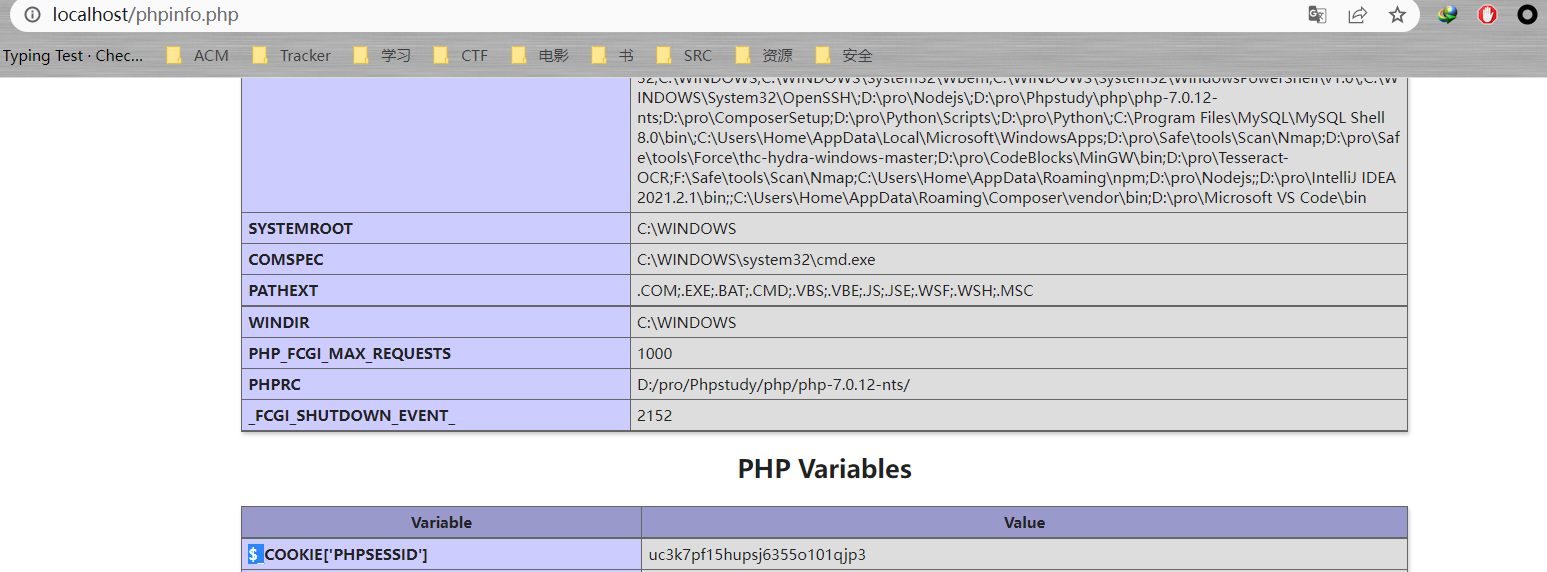 localhost/phpinfo.php
Typing Test · Chec... ACM Tracker 学习 CTF 电影 书 SRC 资源 安全
32;C:\WINDOWS;C:\WINDOWS\System32\Wbem;C:\WINDOWS\System32\WindowsPowerShell\v1.0\;C:\W
INDOWS\System32\OpenSSH\;D:\pro\Nodejs\;D:\pro\Phpstudy\php\php-7.0.12-
nts;D:\pro\ComposerSetup;D:\pro\Python\Scripts\;D:\pro\Python\;C:\Program Files\MySQL\MySQL Shell
8.0\bin\;C:\Users\Home\AppData\Local\Microsoft\WindowsApps;D:\pro\Safe\tools\Scan\Nmap;D:\pro\Saf
e\tools\Force\thc-hydra-windows-master;D:\pro\CodeBlocks\MinGW\bin;D:\pro\Tesseract-
OCR;F:\Safe\tools\Scan\Nmap;C:\Users\Home\AppData\Roaming\npm;D:\pro\Nodejs;;D:\pro\IntelliJ IDEA
2021.2.1\bin;;C:\Users\Home\AppData\Roaming\Composer\vendor\bin;D:\pro\Microsoft VS Code\bin
SYSTEMROOT C:\WINDOWS
COMSPEC C:\WINDOWS\system32\cmd.exe
PATHEXT .COM;.EXE;.BAT;.CMD;.VBS;.VBE;.JS;.JSE;.WSF;.WSH;.MSC
WINDIR C:\WINDOWS
PHP_FCGI_MAX_REQUESTS 1000
PHPRC D:/pro/Phpstudy/php/php-7.0.12-nts/
_FCGI_SHUTDOWN_EVENT_ 2152
PHP Variables
Variable Value
$_COOKIE['PHPSESSID'] uc3k7pf15hupsj6355o101qjp3